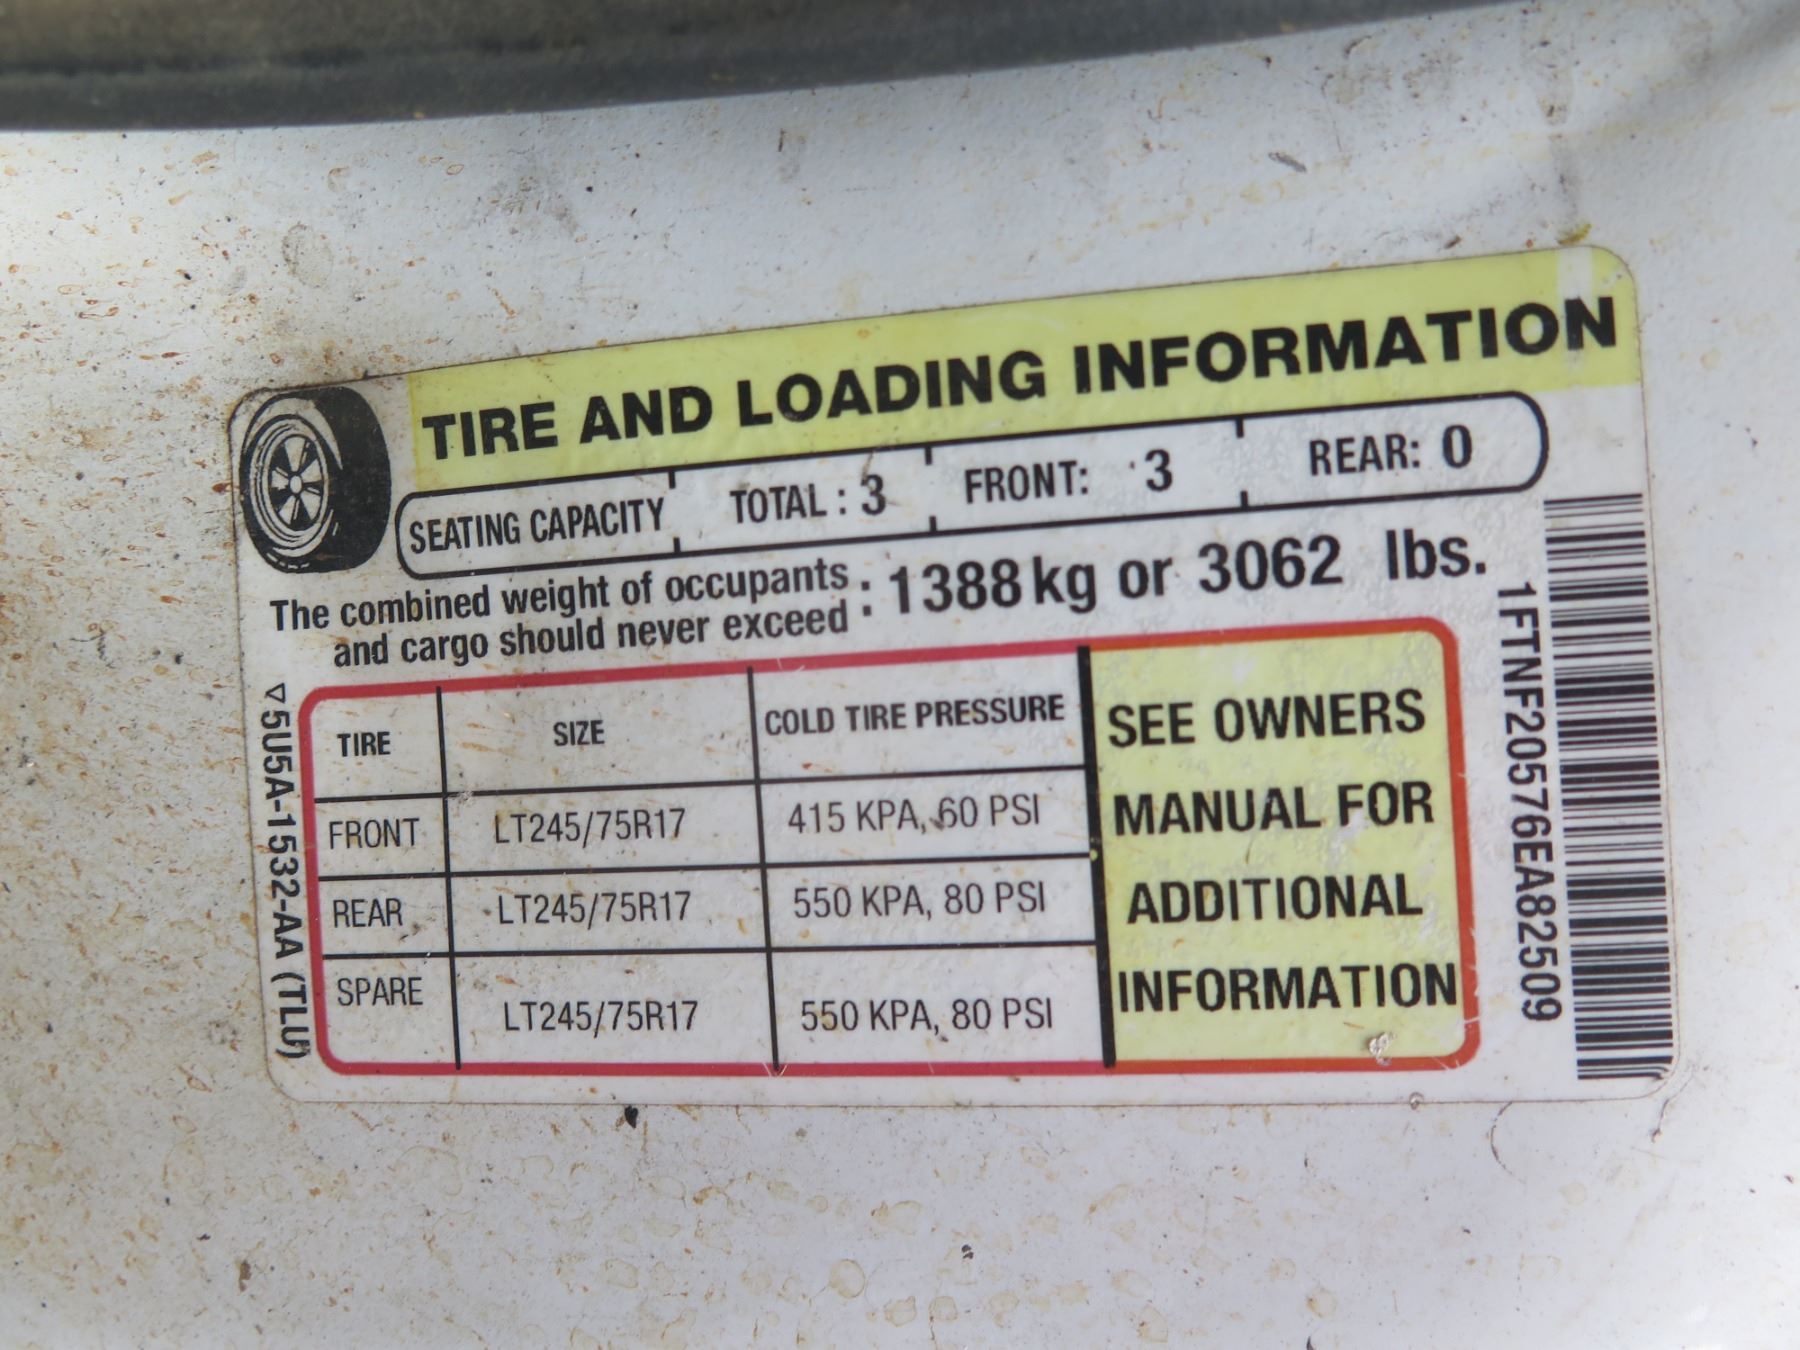 TIRE AND LOADING INFORMATION
SEATING CAPACITY TOTAL : 3 FRONT: 3 REAR: 0
The combined weight of occupants
and cargo should never exceed : 1388 kg or 3062 lbs.
TIRE SIZE COLD TIRE PRESSURE
FRONT LT245/75R17 415 KPA, 60 PSI
REAR LT245/75R17 550 KPA, 80 PSI
SPARE LT245/75R17 550 KPA, 80 PSI
SEE OWNERS
MANUAL FOR
ADDITIONAL
INFORMATION
▽5U5A-1532-AA (TLU)
1FTNF20576EA82509